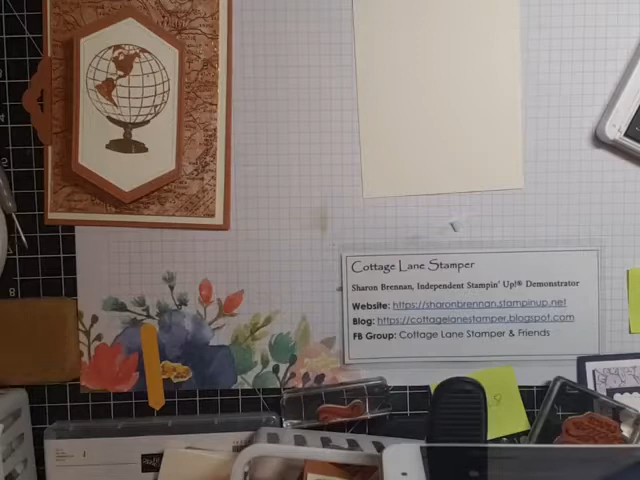 Cottage Lane Stamper
Sharon Brennan, Independent Stampin' Up!® Demonstrator
Website: https://sharonbrennan.stampinup.net
Blog: https://cottagelanestamper.blogspot.com
FB Group: Cottage Lane Stamper & Friends